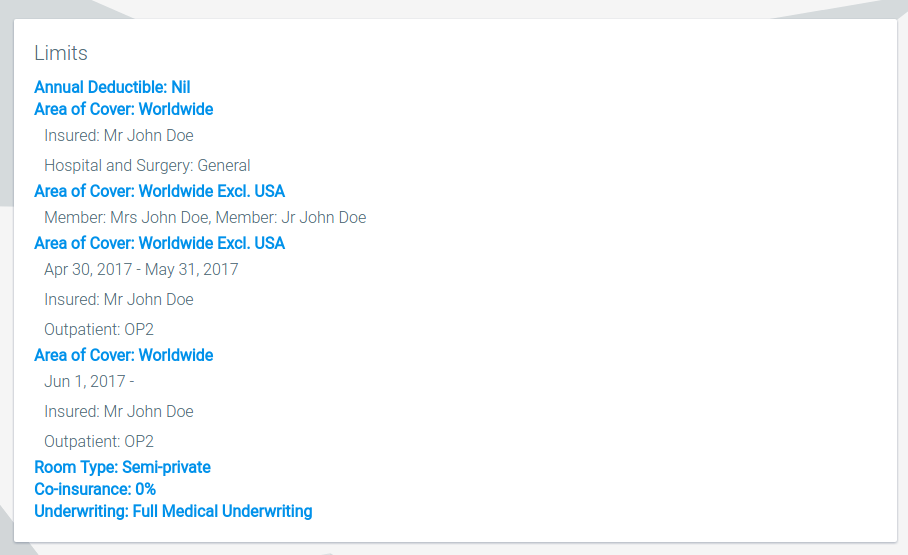 Limits
Annual Deductible: Nil
Area of Cover: Worldwide
Insured: Mr John Doe
Hospital and Surgery: General
Area of Cover: Worldwide Excl. USA
Member: Mrs John Doe, Member: Jr John Doe
Area of Cover: Worldwide Excl. USA
Apr 30, 2017 - May 31, 2017
Insured: Mr John Doe
Outpatient: OP2
Area of Cover: Worldwide
Jun 1, 2017 -
Insured: Mr John Doe
Outpatient: OP2
Room Type: Semi-private
Co-insurance: 0%
Underwriting: Full Medical Underwriting